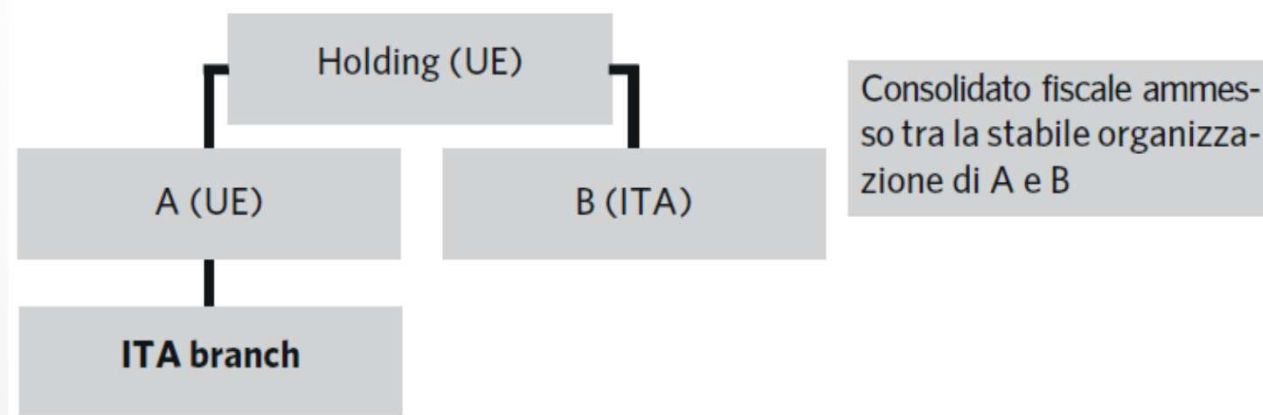 Holding (UE)
Consolidato fiscale ammes-
so tra la stabile organizza-
zione di A e B
A (UE)
B (ITA)
ITA branch